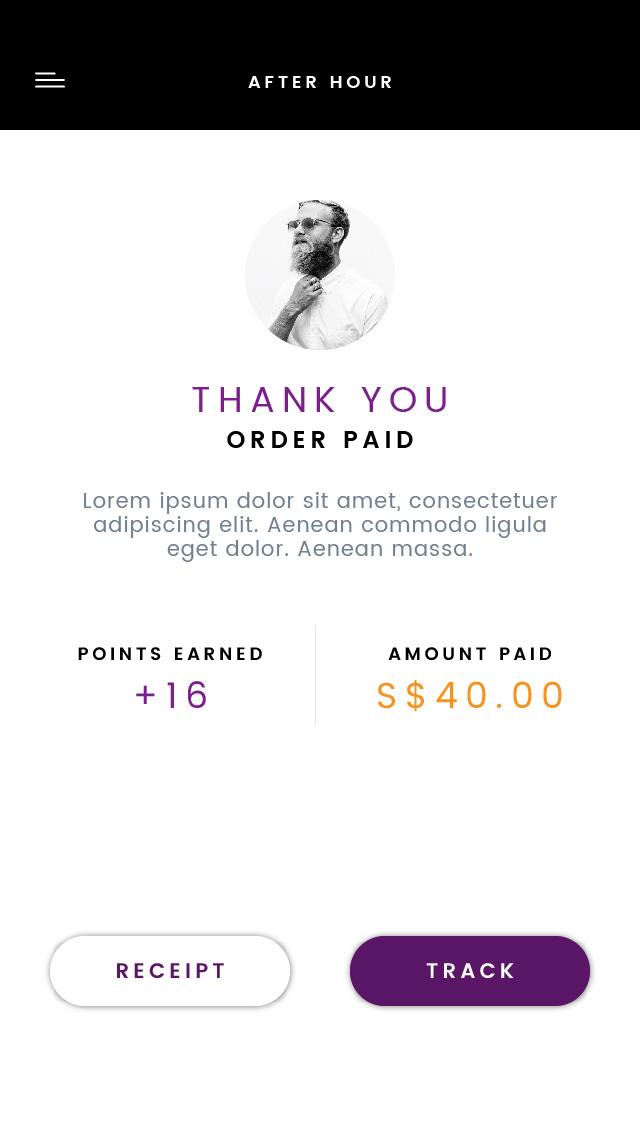 AFTER HOUR
THANK YOU
ORDER PAID
Lorem ipsum dolor sit amet, consectetuer
adipiscing elit. Aenean commodo ligula
eget dolor. Aenean massa.
POINTS EARNED
+16
AMOUNT PAID
S$40.00
RECEIPT
TRACK